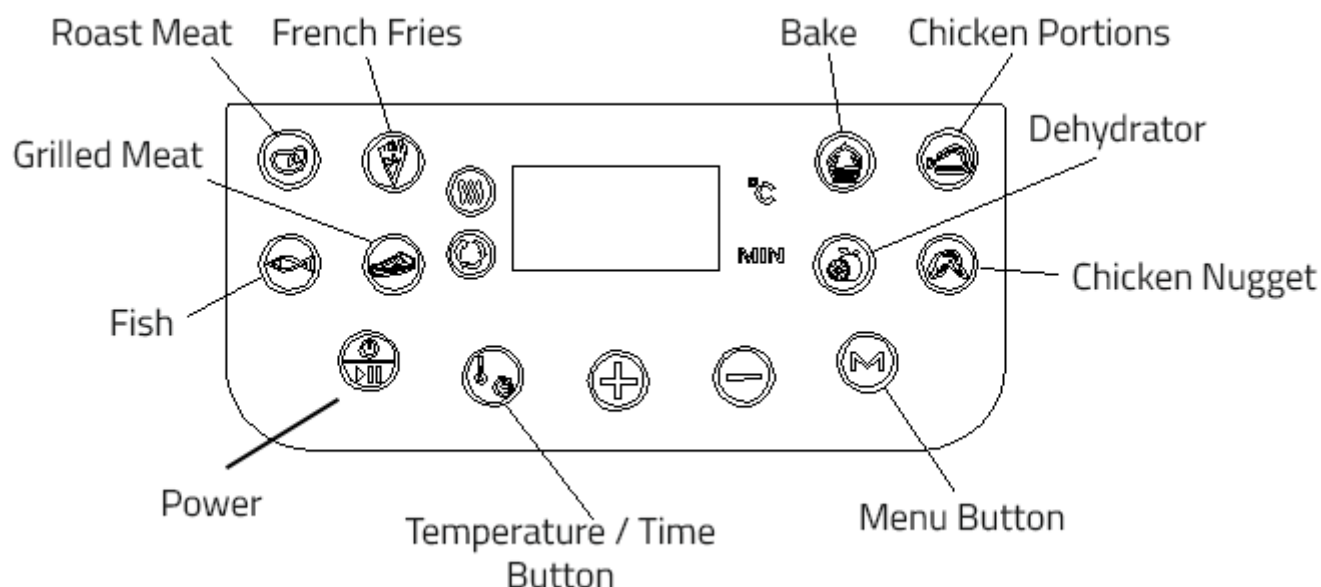 Roast Meat
French Fries
Bake
Chicken Portions
Grilled Meat
Dehydrator
°C
MIN
Chicken Nugget
Fish
M
Power
Temperature / Time
Button
Menu Button